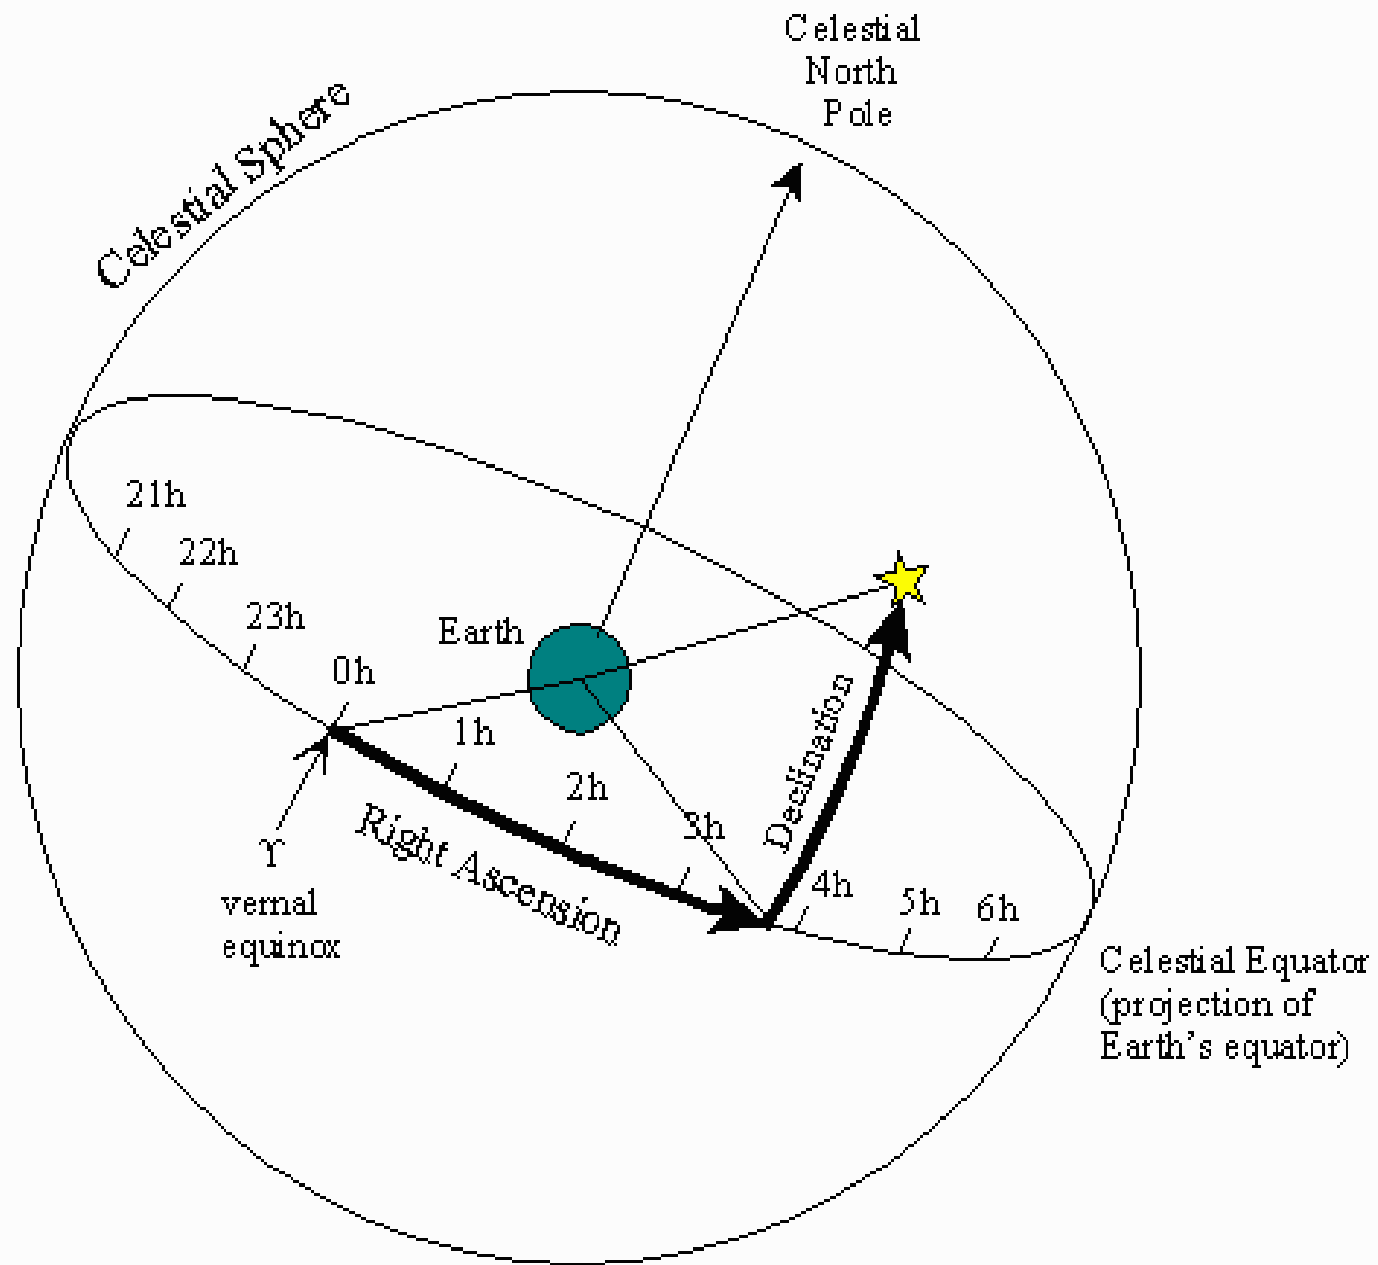 Celestial
North
Pole
Celestial Sphere
21h
22h
23h
0h
Earth
1h
2h
3h
4h
5h
6h
Declination
Right Ascension
ϒ
vernal
equinox
Celestial Equator
(projection of
Earth's equator)